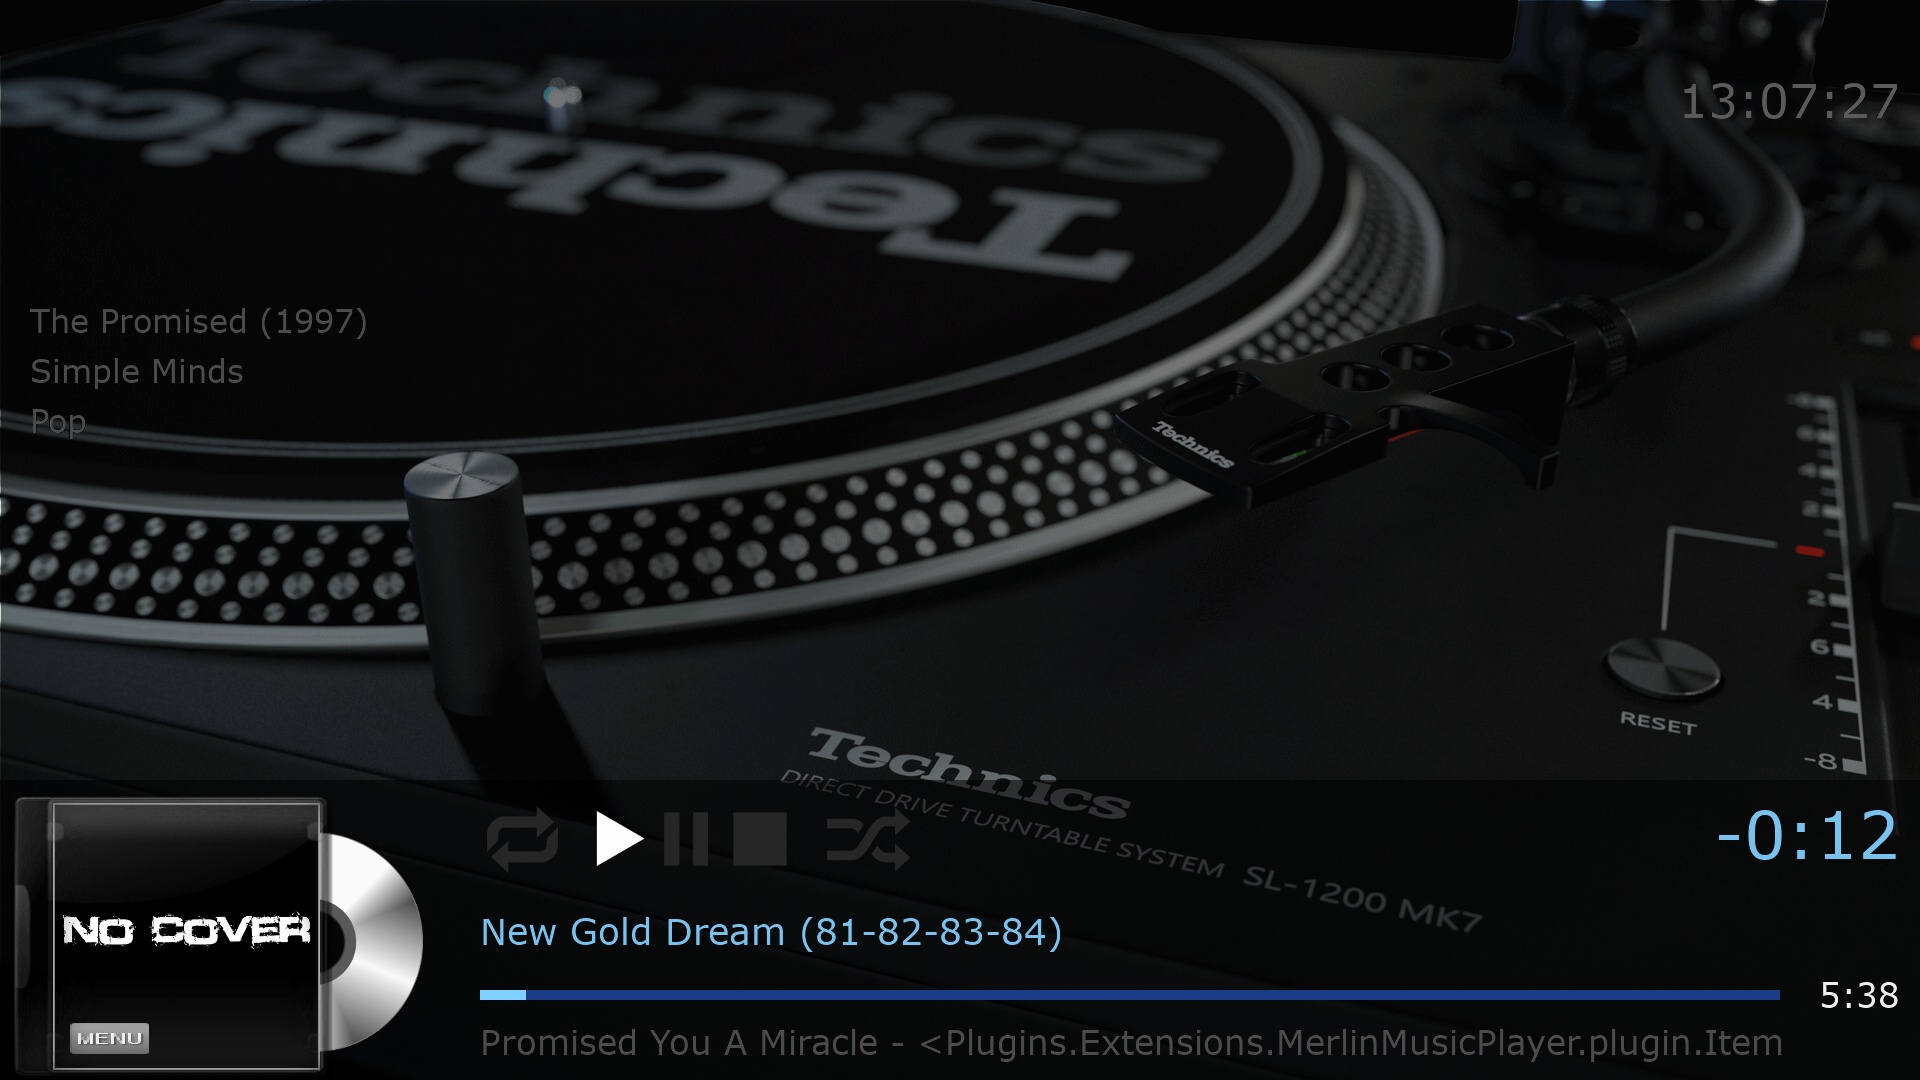 Technics
Technics
13:07:27
The Promised (1997)
Simple Minds
Pop
Technics
2
2
6
4
-8
RESET
Technics
DIRECT DRIVE TURNTABLE SYSTEM SL-1200 MK7
-0:12
NO COVER
MENU
New Gold Dream (81-82-83-84)
5:38
Promised You A Miracle - <Plugins.Extensions.MerlinMusicPlayer.plugin.Item